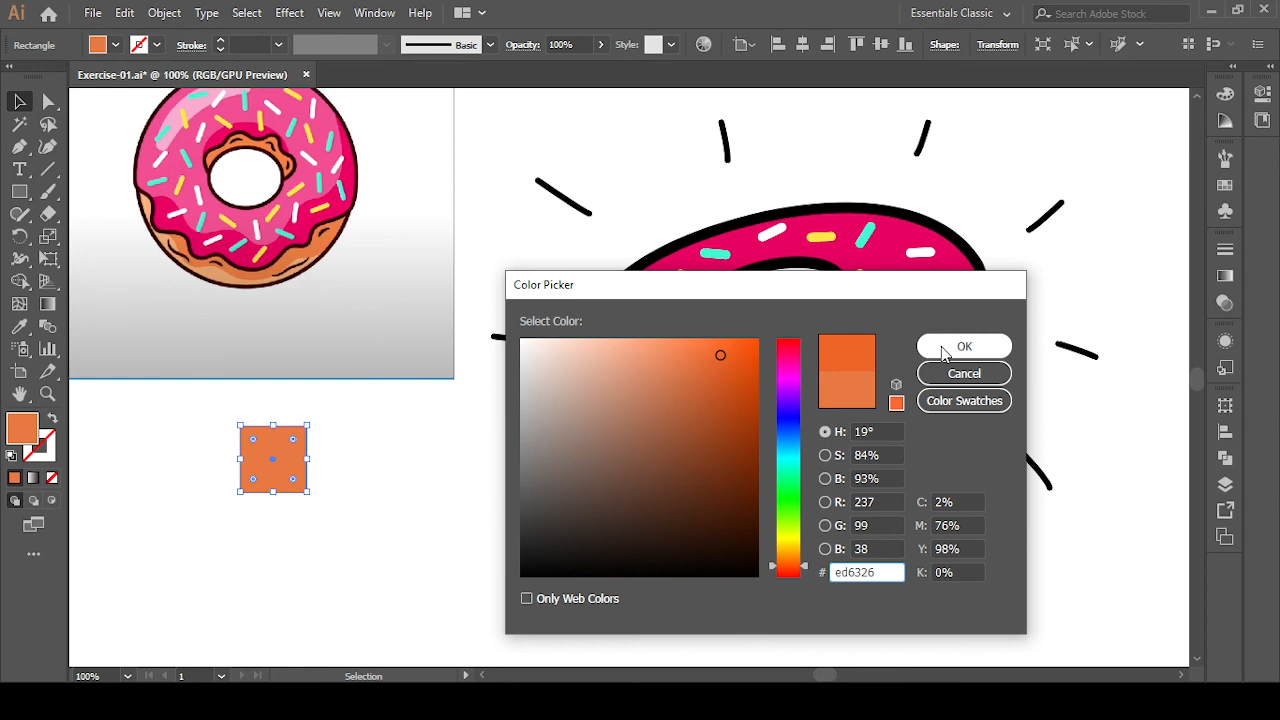 Ai File Edit Object Type Select Effect View Window Help Essentials Classic Search Adobe Stock
Rectangle Stroke: Basic Opacity: 100% Style: Shape: Transform
Exercise-01.ai* @ 100% (RGB/GPU Preview) ×
Color Picker
Select Color:
OK
Cancel
Color Swatches
H: 19°
S: 84%
B: 93%
R: 237 C: 2%
G: 99 M: 76%
B: 38 Y: 98%
# ed6326 K: 0%
Only Web Colors
100% 1 Selection